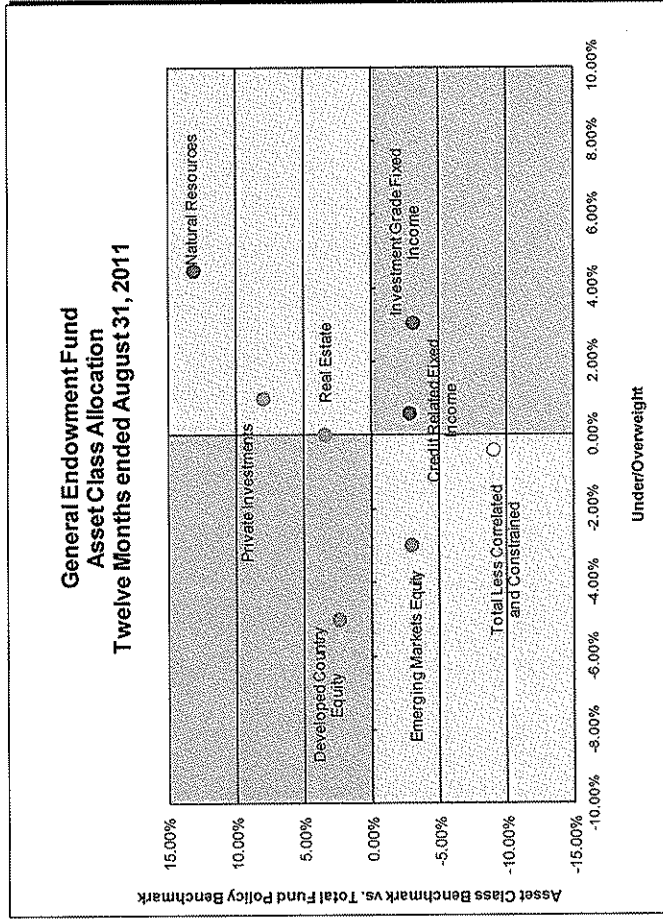 General Endowment Fund
Asset Class Allocation
Twelve Months ended August 31, 2011
Asset Class Benchmark vs. Total Fund Policy Benchmark
15.00%
10.00%
5.00%
0.00%
-5.00%
-10.00%
-15.00%
Natural Resources
Private Investments
Real Estate
Developed Country
Equity
Investment Grade Fixed
Income
Credit Related Fixed
Income
Emerging Markets Equity
Total Less Correlated
and Constrained
-10.00%
-8.00%
-6.00%
-4.00%
-2.00%
0.00%
2.00%
4.00%
6.00%
8.00%
10.00%
Under/Overweight